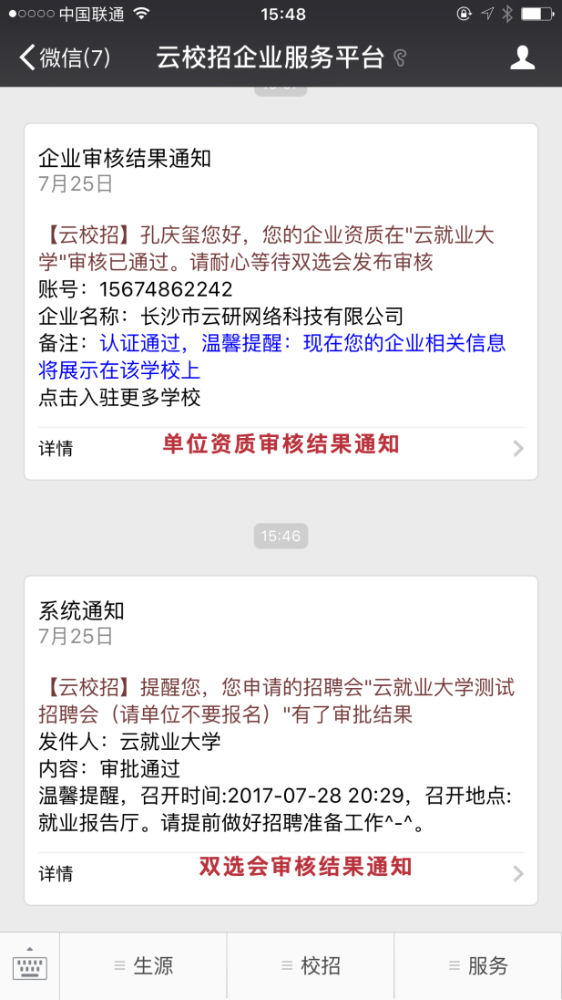 中国联通 15:48
微信(7) 云校招企业服务平台
企业审核结果通知
7月25日
【云校招】孔庆玺您好，您的企业资质在"云就业大
学"审核已通过。请耐心等待双选会发布审核
账号：15674862242
企业名称：长沙市云研网络科技有限公司
备注：认证通过，温馨提醒：现在您的企业相关信息
将展示在该学校上
点击入驻更多学校
详情 单位资质审核结果通知
15:46
系统通知
7月25日
【云校招】提醒您，您申请的招聘会"云就业大学测试
招聘会（请单位不要报名）"有了审批结果
发件人：云就业大学
内容：审批通过
温馨提醒，召开时间:2017-07-28 20:29，召开地点:
就业报告厅。请提前做好招聘准备工作^-^。
详情 双选会审核结果通知
生源 校招 服务